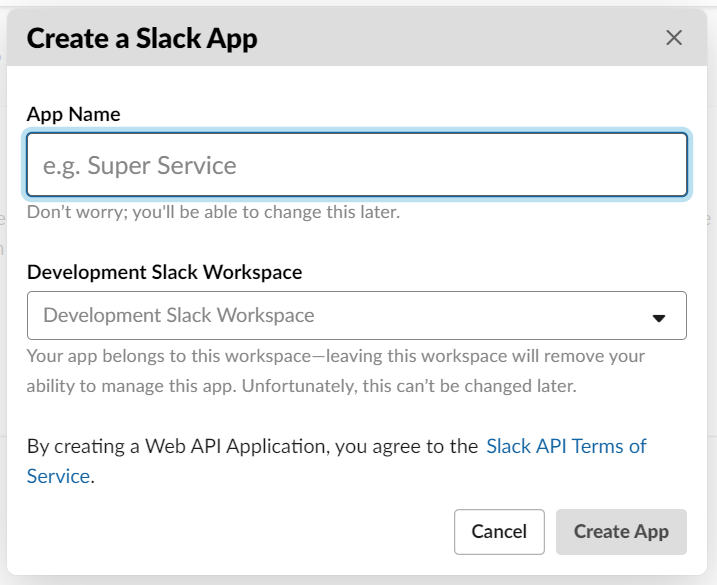 Create a Slack App
App Name
e.g. Super Service
Don't worry; you'll be able to change this later.
Development Slack Workspace
Development Slack Workspace
Your app belongs to this workspace—leaving this workspace will remove your
ability to manage this app. Unfortunately, this can't be changed later.
By creating a Web API Application, you agree to the Slack API Terms of
Service.
Cancel Create App